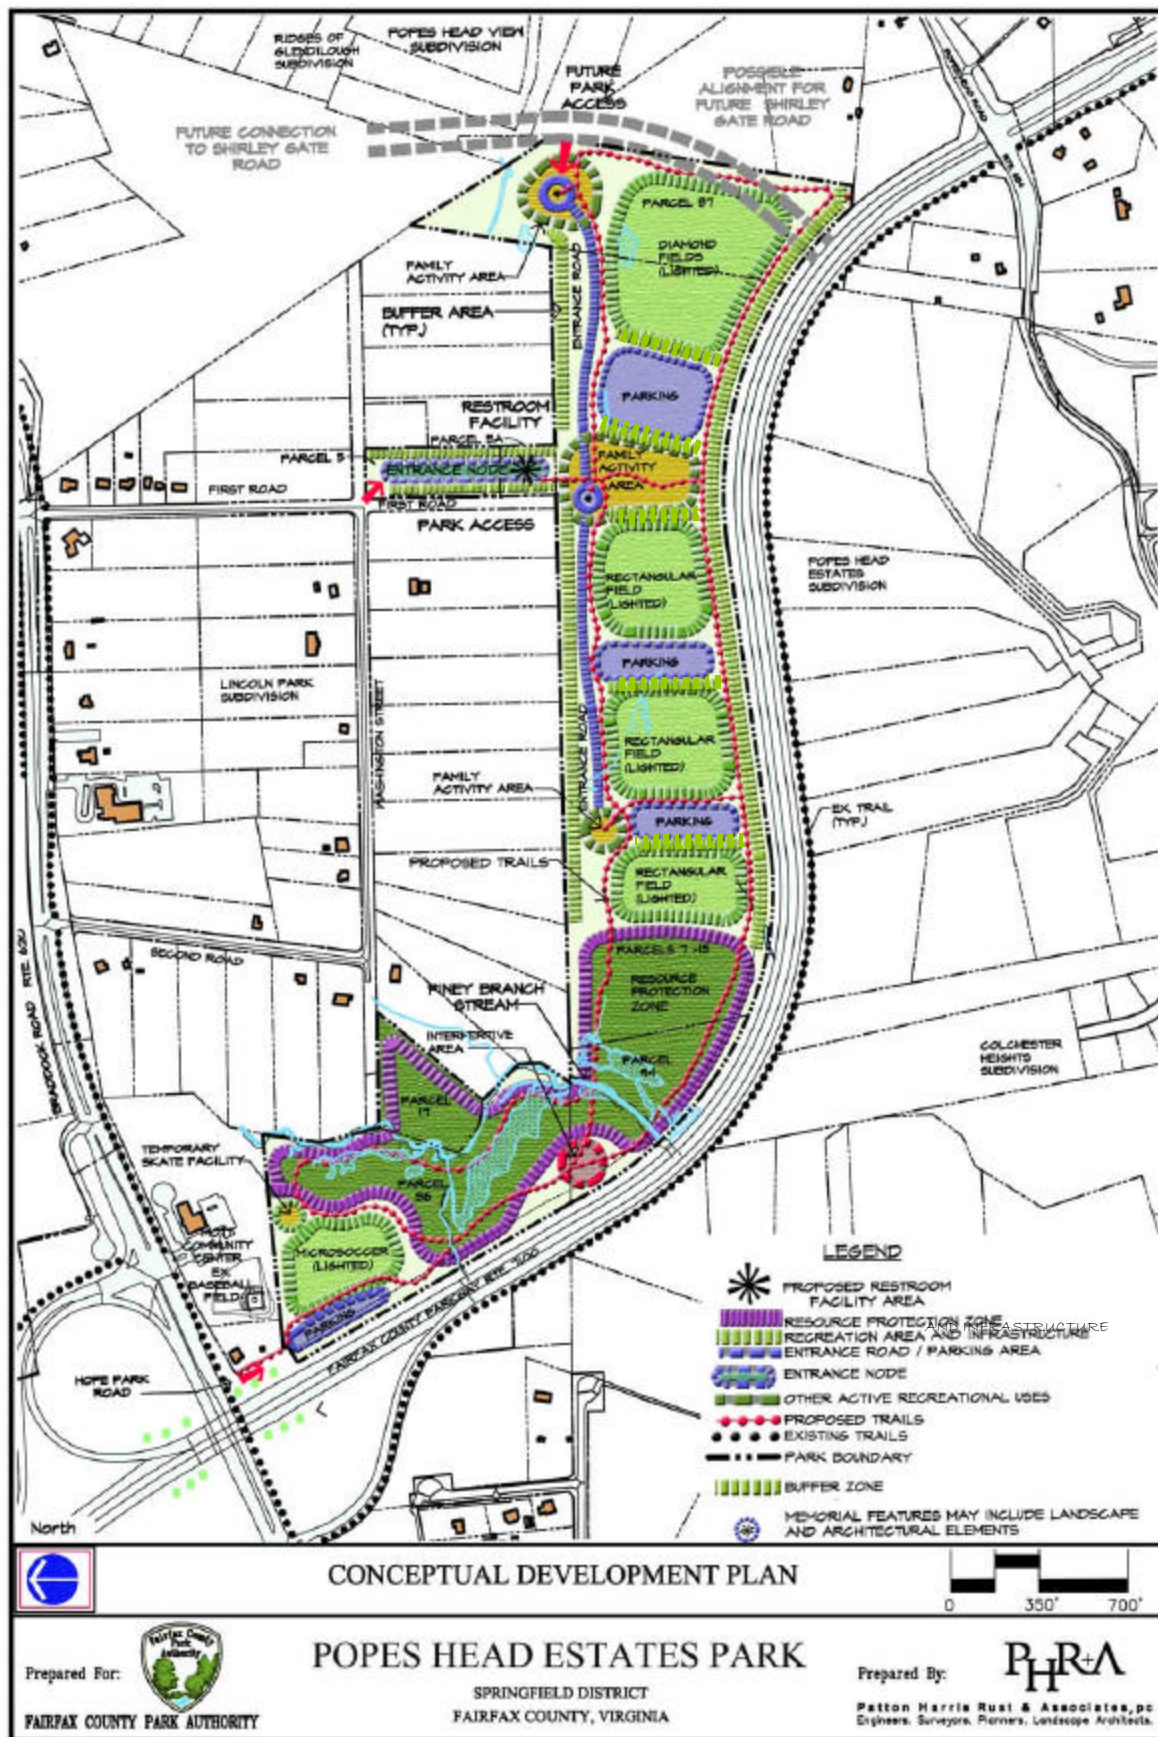 RIDGES OF
GLENDILOUGH
SUBDIVISION
POPES HEAD VIEW
SUBDIVISION
FUTURE
PARK
ACCESS
POSSIBLE
ALIGNMENT FOR
FUTURE SHIRLEY
GATE ROAD
FUTURE CONNECTION
TO SHIRLEY GATE
ROAD
PARCEL 87
DIAMOND
FIELDS
(LIGHTED)
FAMILY
ACTIVITY AREA
ENTRANCE ROAD
BUFFER AREA
(TYP.)
PARKING
RESTROOM
FACILITY
PARCEL 5A
PARCEL 5
ENTRANCE NODE
FAMILY
ACTIVITY
AREA
FIRST ROAD
FIRST ROAD
PARK ACCESS
RECTANGULAR
FIELD
(LIGHTED)
POPES HEAD
ESTATES
SUBDIVISION
PARKING
LINCOLN PARK
SUBDIVISION
WASHINGTON STREET
ENTRANCE ROAD
RECTANGULAR
FIELD
(LIGHTED)
FAMILY
ACTIVITY AREA
EX. TRAIL
(TYP.)
PARKING
PROPOSED TRAILS
RECTANGULAR
FIELD
(LIGHTED)
BRADDOCK ROAD RTE 620
SECOND ROAD
PARCELS 7 -15
RESOURCE
PROTECTION
ZONE
PINEY BRANCH
STREAM
INTERPRETIVE
AREA
PARCEL
COLCHESTER
HEIGHTS
SUBDIVISION
PARCEL
17
TEMPORARY
SKATE FACILITY
PARCEL
COMMUNITY
CENTER
EX.
BASEBALL
FIELD
MICROSOCCER
(LIGHTED)
PARKING
FAIRFAX COUNTY PARKWAY RTE 7100
HOPE PARK
ROAD
LEGEND
PROPOSED RESTROOM
FACILITY AREA
RESOURCE PROTECTION ZONE
AND INFRASTRUCTURE
RECREATION AREA AND INFRASTRUCTURE
ENTRANCE ROAD / PARKING AREA
ENTRANCE NODE
OTHER ACTIVE RECREATIONAL USES
PROPOSED TRAILS
EXISTING TRAILS
PARK BOUNDARY
BUFFER ZONE
MEMORIAL FEATURES MAY INCLUDE LANDSCAPE
AND ARCHITECTURAL ELEMENTS
North
CONCEPTUAL DEVELOPMENT PLAN
0 350' 700'
Prepared For:
Fairfax County
Park
Authority
FAIRFAX COUNTY PARK AUTHORITY
POPES HEAD ESTATES PARK
SPRINGFIELD DISTRICT
FAIRFAX COUNTY, VIRGINIA
Prepared By:
PHR+A
Patton Harris Rust & Associates,pc
Engineers. Surveyors. Planners. Landscape Architects.